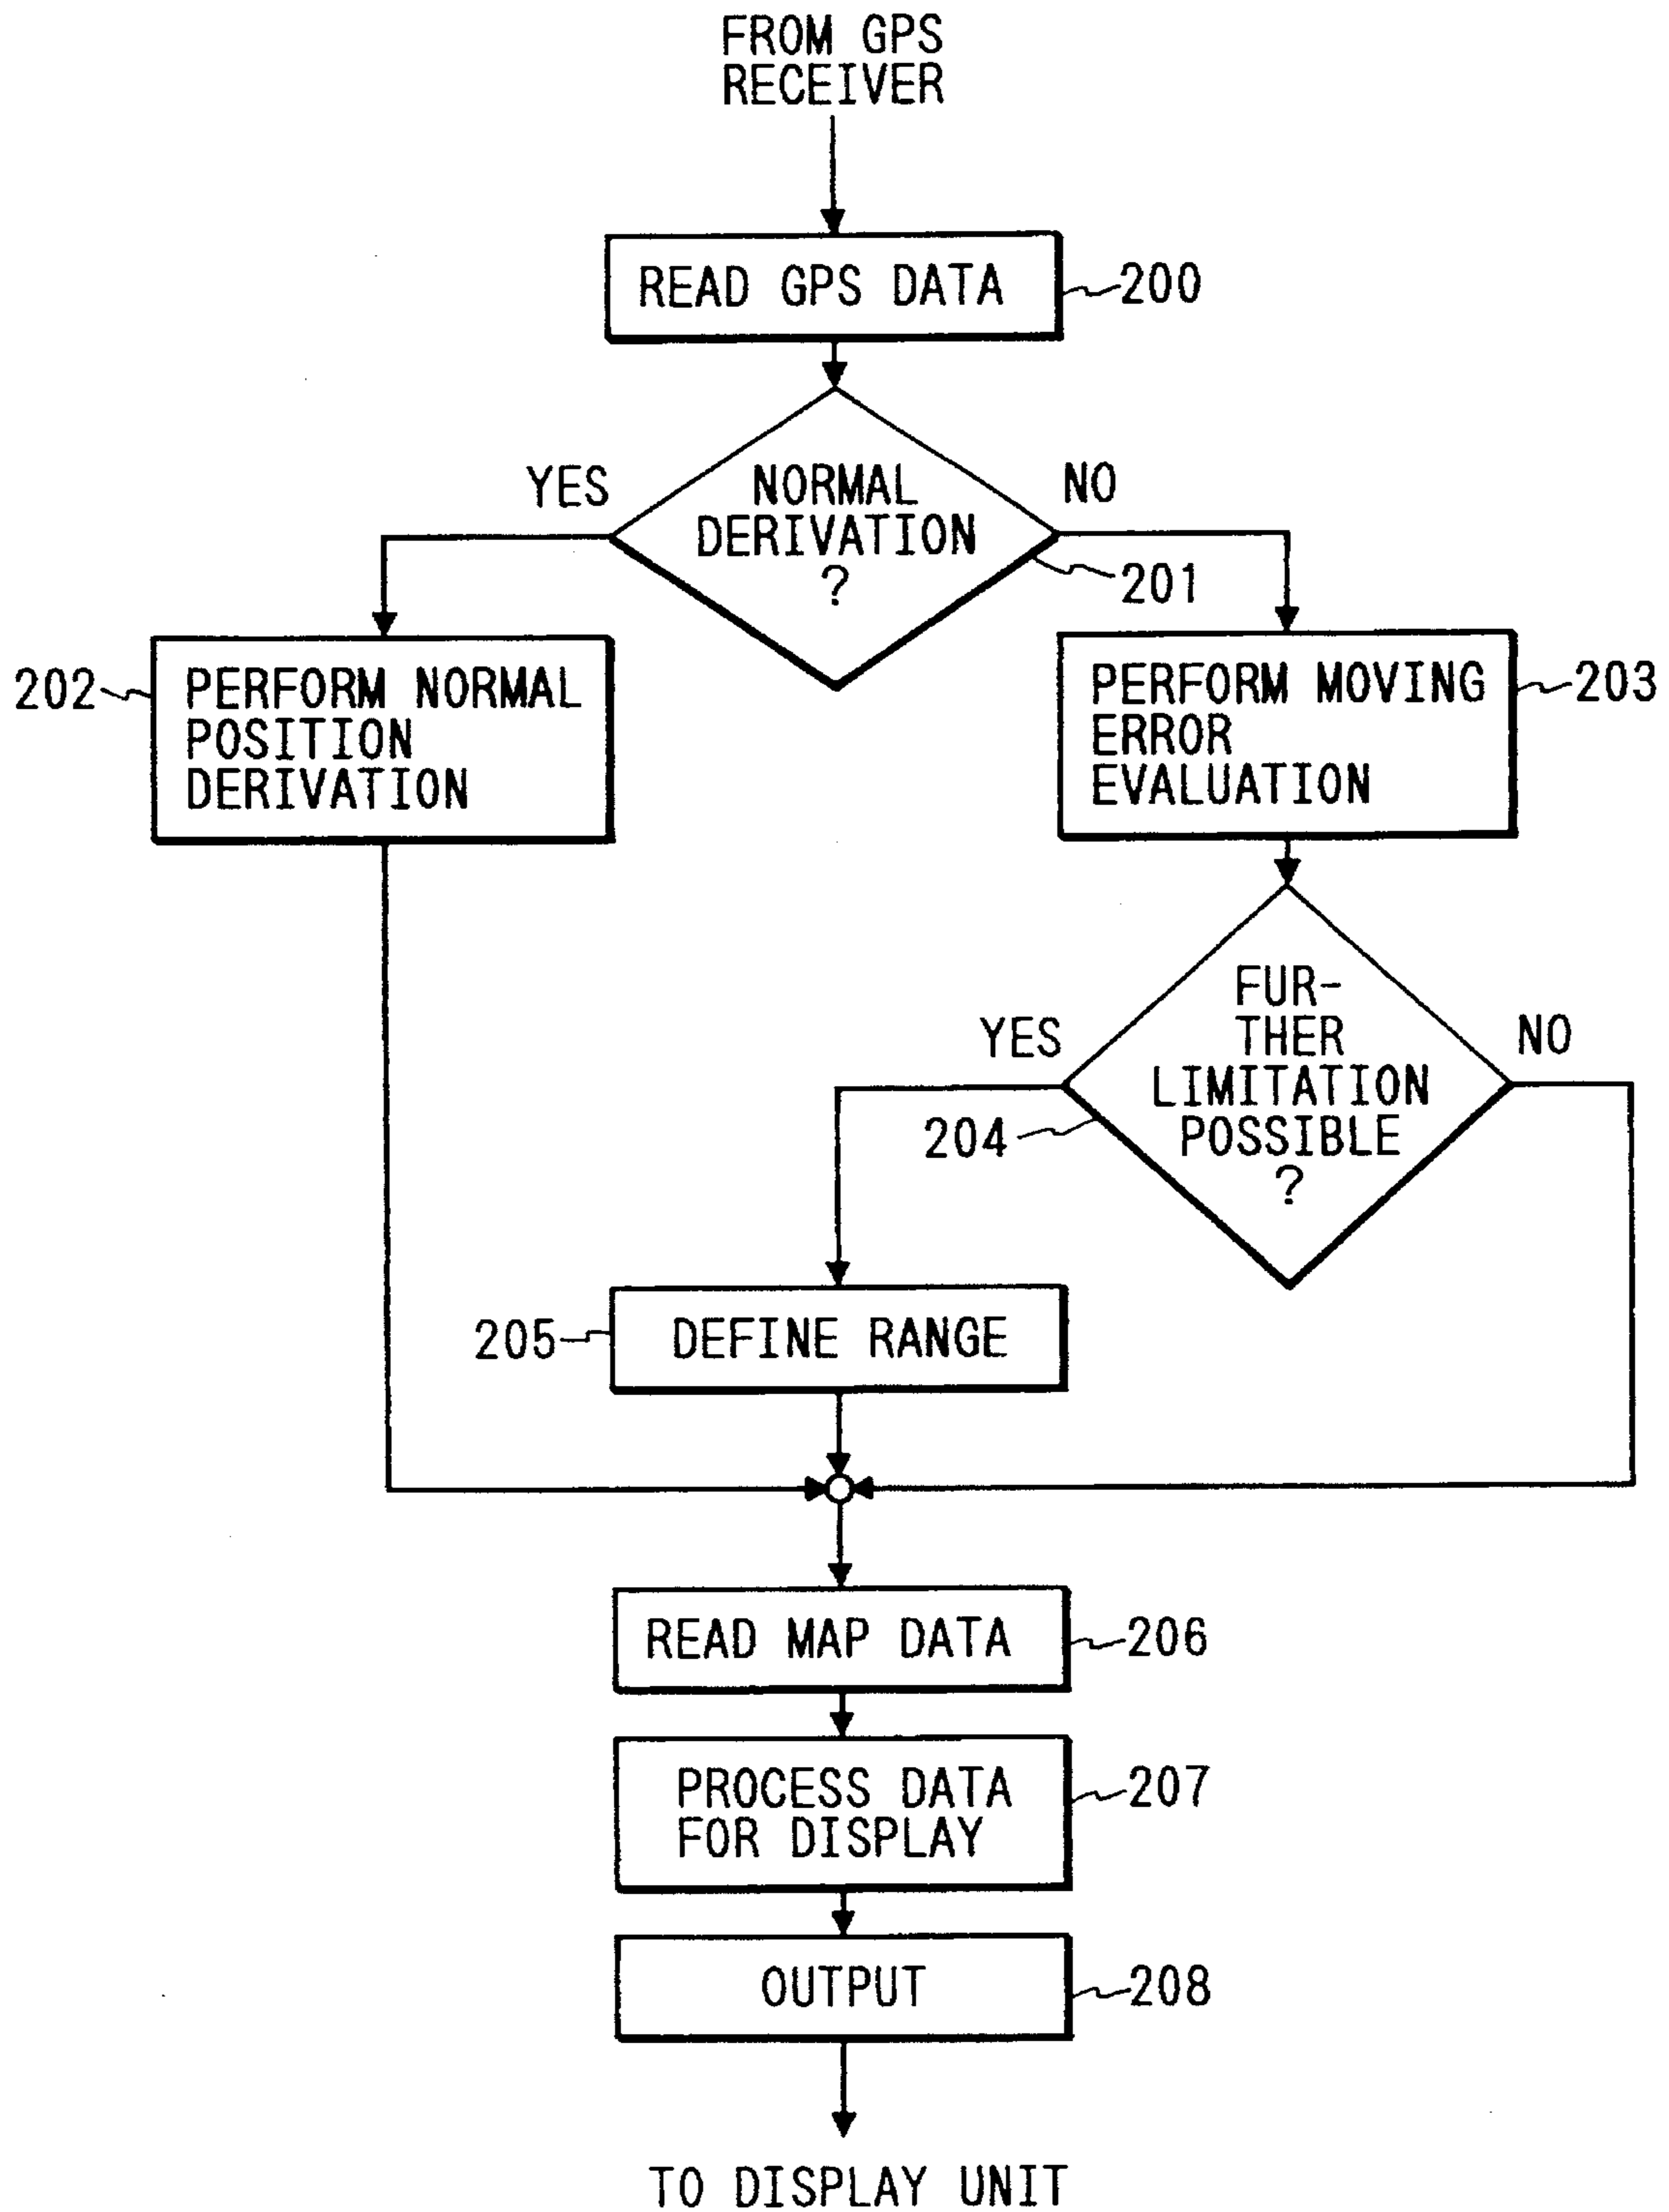 FROM GPS
RECEIVER
READ GPS DATA
200
YES
NORMAL
DERIVATION
?
NO
201
202
PERFORM NORMAL
POSITION
DERIVATION
PERFORM MOVING
ERROR
EVALUATION
203
YES
FUR-
THER
LIMITATION
POSSIBLE
?
NO
204
205
DEFINE RANGE
READ MAP DATA
206
PROCESS DATA
FOR DISPLAY
207
OUTPUT
208
TO DISPLAY UNIT